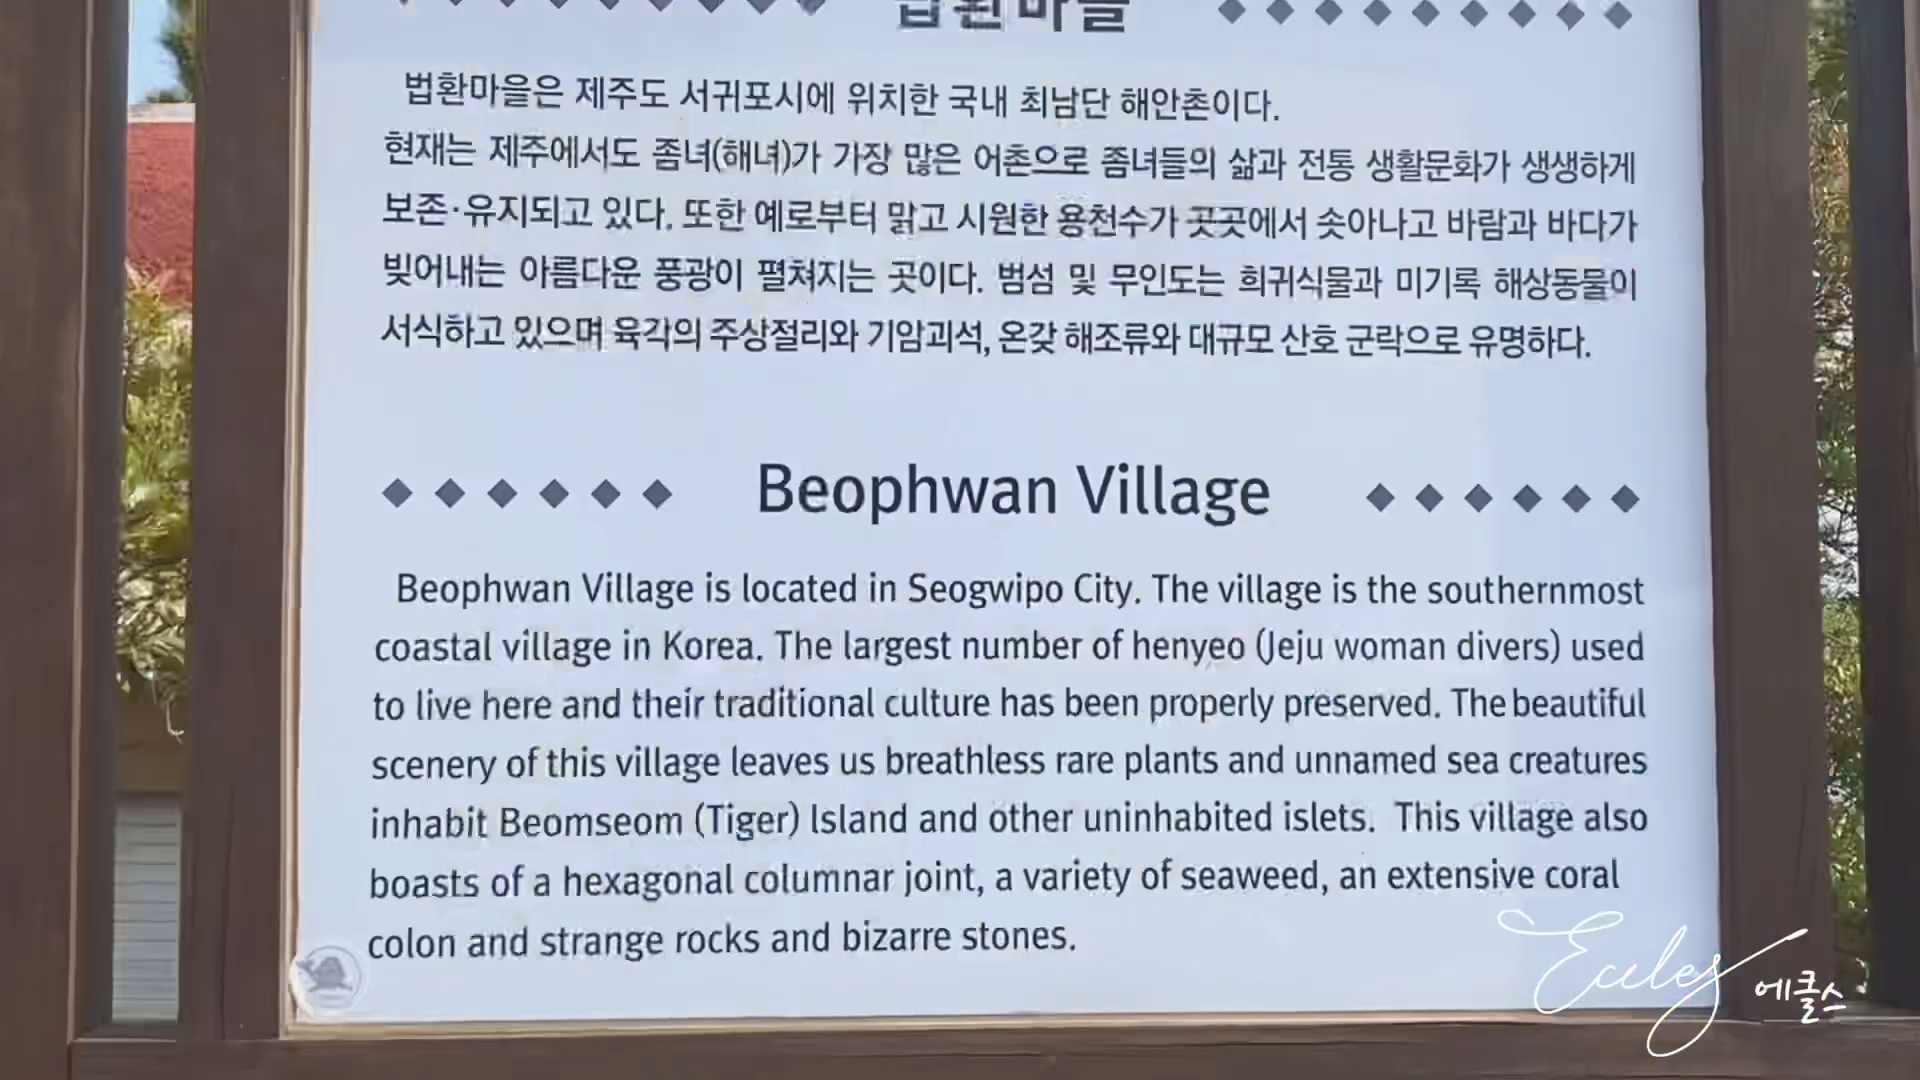 법환마을
법환마을은 제주도 서귀포시에 위치한 국내 최남단 해안촌이다.
현재는 제주에서도 좀녀(해녀)가 가장 많은 어촌으로 좀녀들의 삶과 전통 생활문화가 생생하게
보존·유지되고 있다. 또한 예로부터 맑고 시원한 용천수가 곳곳에서 솟아나고 바람과 바다가
빚어내는 아름다운 풍광이 펼쳐지는 곳이다. 범섬 및 무인도는 희귀식물과 미기록 해상동물이
서식하고 있으며 육각의 주상절리와 기암괴석, 온갖 해조류와 대규모 산호 군락으로 유명하다.
Beophwan Village
Beophwan Village is located in Seogwipo City. The village is the southernmost
coastal village in Korea. The largest number of henyeo (Jeju woman divers) used
to live here and their traditional culture has been properly preserved. The beautiful
scenery of this village leaves us breathless rare plants and unnamed sea creatures
inhabit Beomseom (Tiger) Island and other uninhabited islets. This village also
boasts of a hexagonal columnar joint, a variety of seaweed, an extensive coral
colon and strange rocks and bizarre stones.
Eccles 에클스